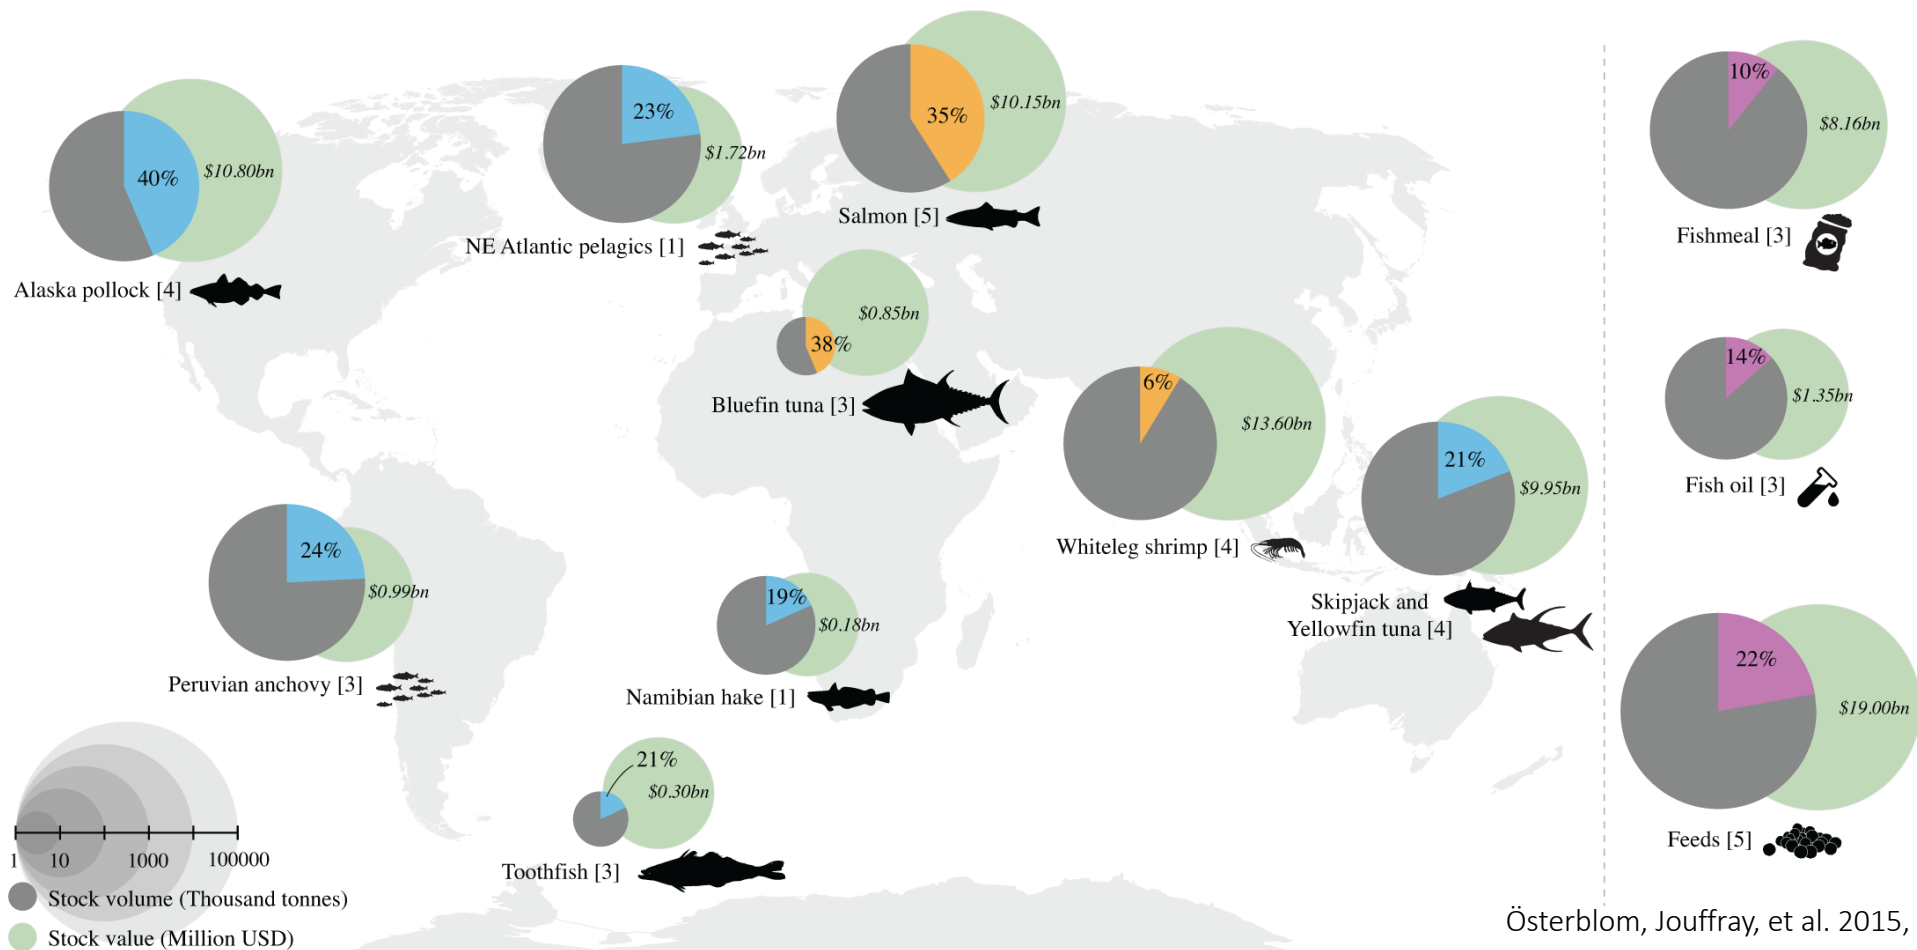 40%
$10.80bn
Alaska pollock [4]
23%
$1.72bn
NE Atlantic pelagics [1]
35%
$10.15bn
Salmon [5]
38%
$0.85bn
Bluefin tuna [3]
6%
$13.60bn
Whiteleg shrimp [4]
21%
$9.95bn
Skipjack and
Yellowfin tuna [4]
24%
$0.99bn
Peruvian anchovy [3]
19%
$0.18bn
Namibian hake [1]
21%
$0.30bn
Toothfish [3]
10%
$8.16bn
Fishmeal [3]
14%
$1.35bn
Fish oil [3]
22%
$19.00bn
Feeds [5]
1 10 1000 100000
Stock volume (Thousand tonnes)
Stock value (Million USD)
Österblom, Jouffray, et al. 2015,